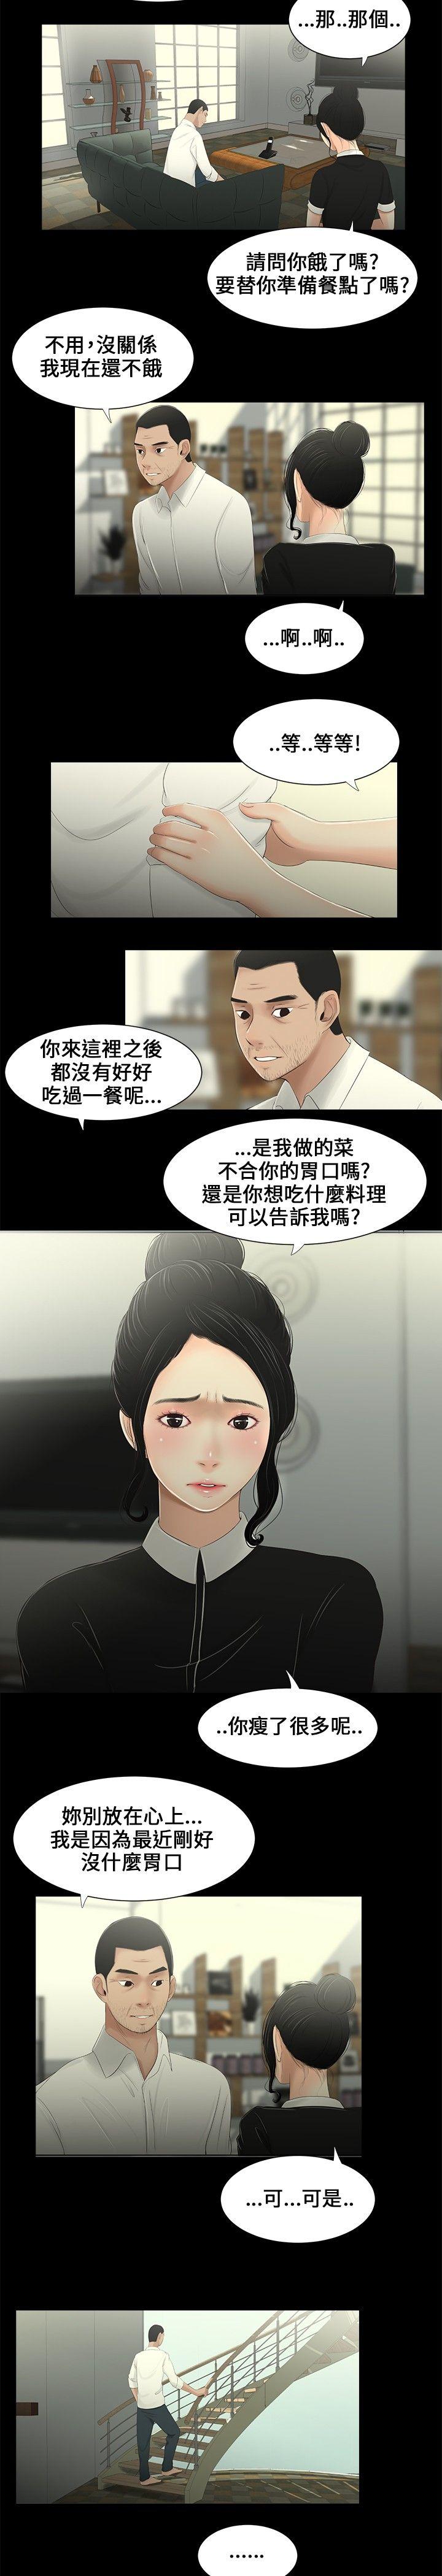 ...那..那個..
請問你餓了嗎?
要替你準備餐點了嗎?
不用,沒關係
我現在還不餓
...啊..啊..
..等..等等!
你來這裡之後
都沒有好好
吃過一餐呢...
...是我做的菜
不合你的胃口嗎?
還是你想吃什麼料理
可以告訴我嗎?
..你瘦了很多呢..
妳別放在心上...
我是因為最近剛好
沒什麼胃口
...可...可是..
......